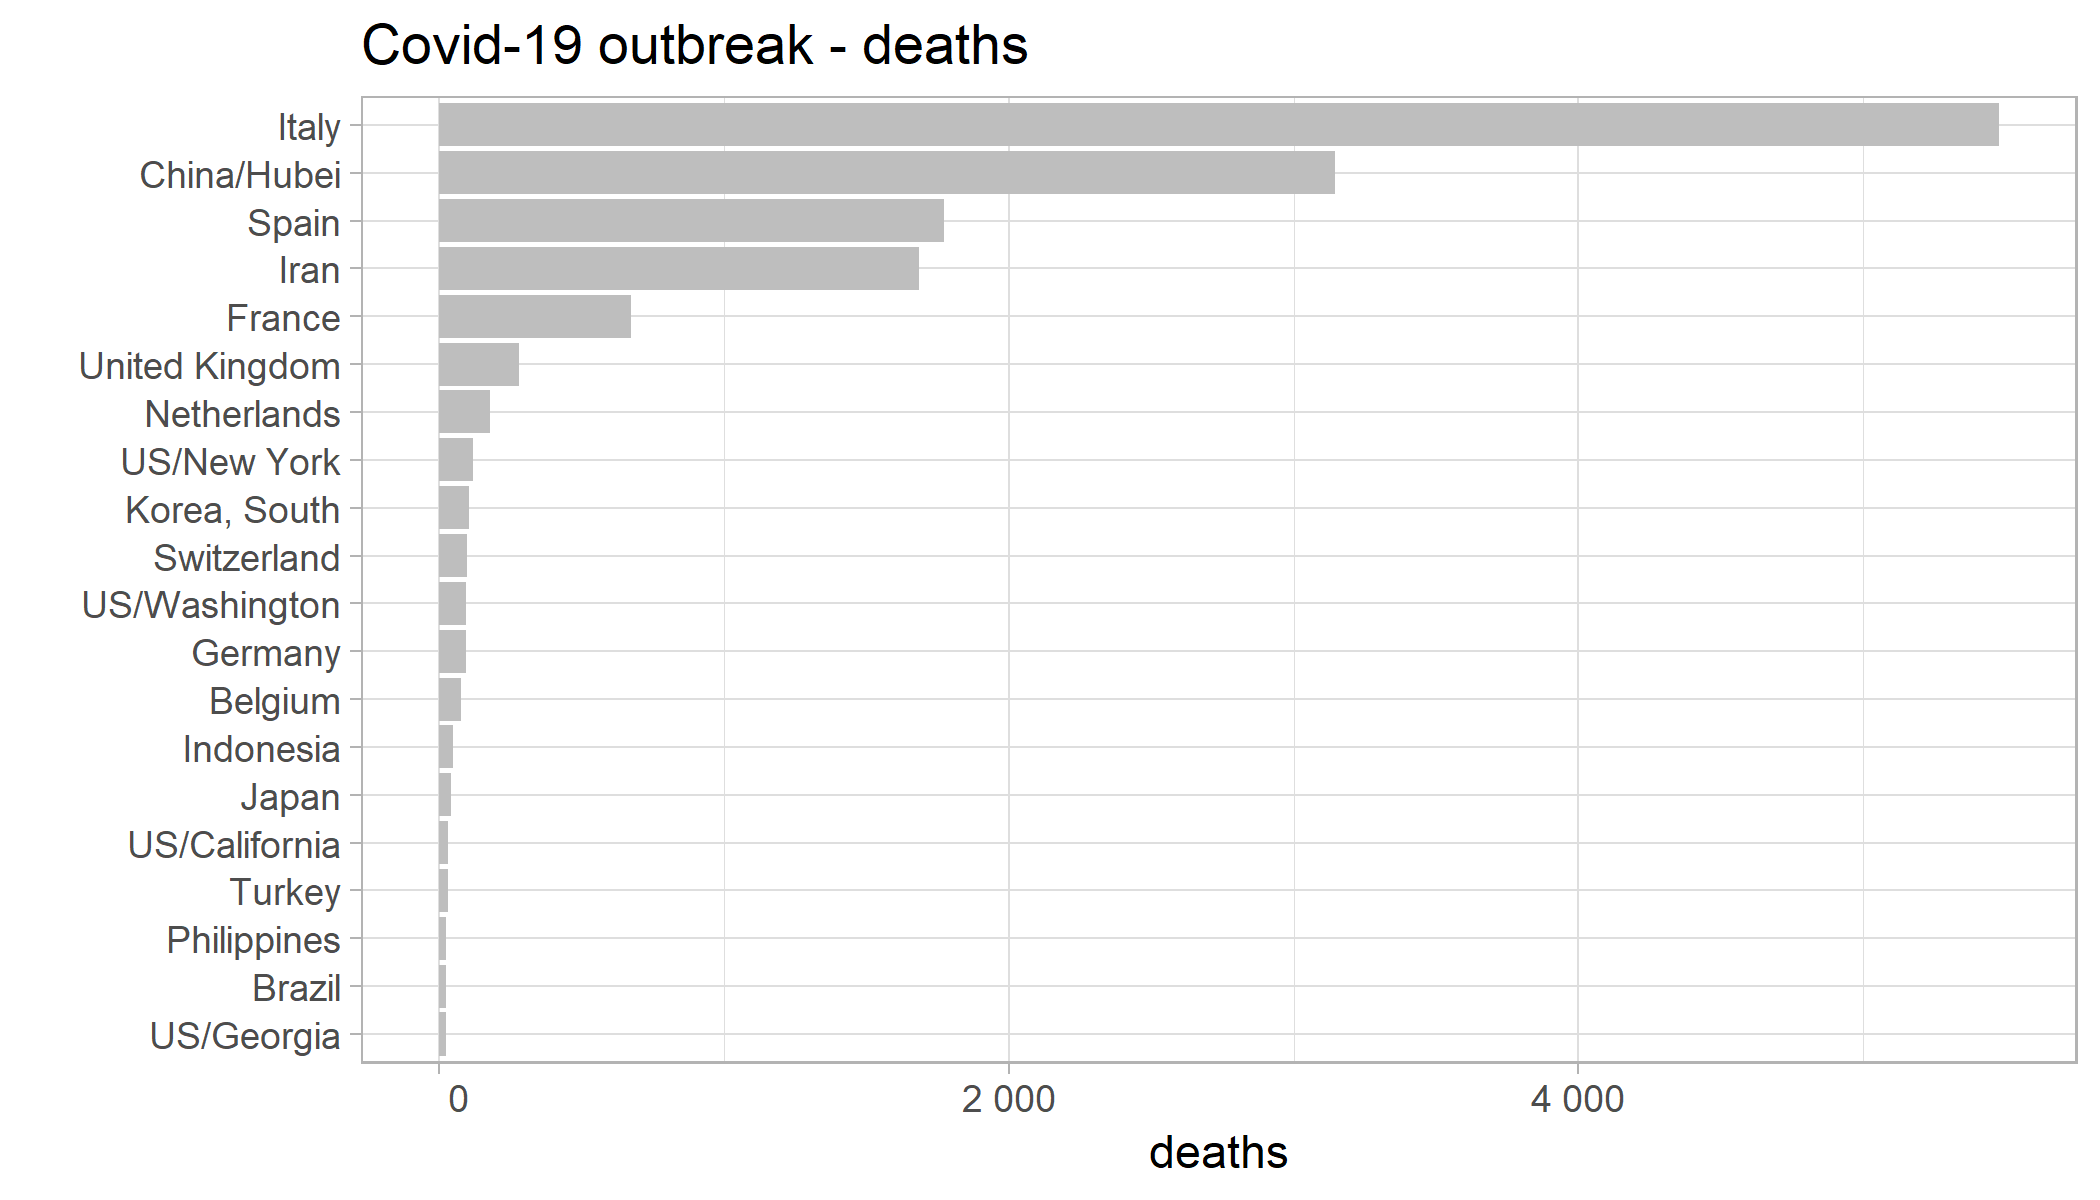 Covid-19 outbreak - deaths
Italy
China/Hubei
Spain
Iran
France
United Kingdom
Netherlands
US/New York
Korea, South
Switzerland
US/Washington
Germany
Belgium
Indonesia
Japan
US/California
Turkey
Philippines
Brazil
US/Georgia
0 2 000 4 000
deaths